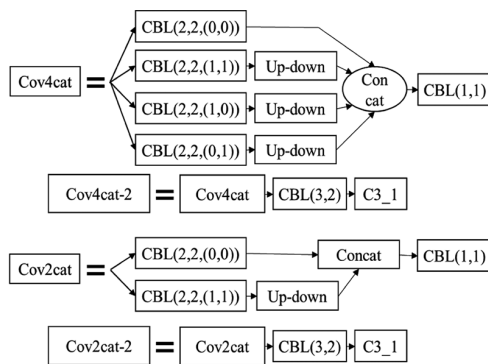 CBL(2,2,(0,0))
Cov4cat = CBL(2,2,(1,1)) Up-down Con cat CBL(1,1)
CBL(2,2,(1,0)) Up-down
CBL(2,2,(0,1)) Up-down
Cov4cat-2 = Cov4cat CBL(3,2) C3_1
CBL(2,2,(0,0)) Concat CBL(1,1)
Cov2cat =
CBL(2,2,(1,1)) Up-down
Cov2cat-2 = Cov2cat CBL(3,2) C3_1